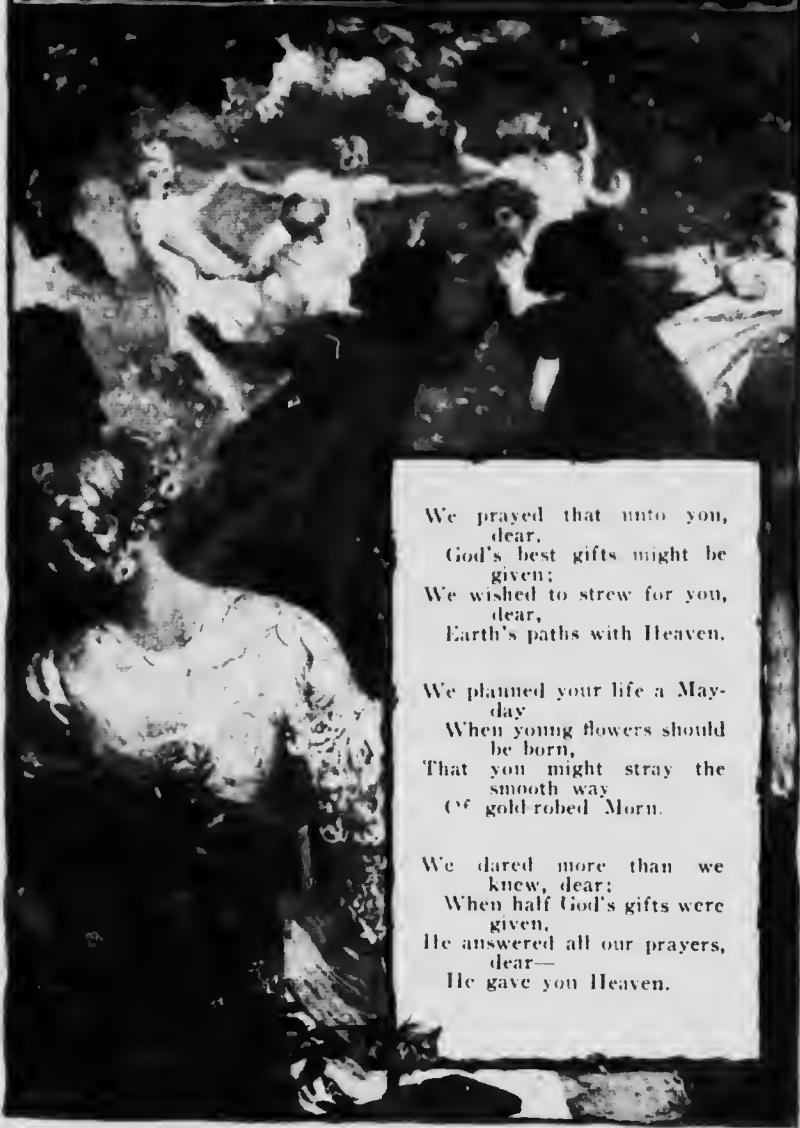 We prayed that unto you,
dear,
God's best gifts might be
given;
We wished to strew for you,
dear,
Earth's paths with Heaven.
We planned your life a May-
day
When young flowers should
be born,
That you might stray the
smooth way
Of gold-robed Morn.
We dared more than we
knew, dear;
When half God's gifts were
given,
He answered all our prayers,
dear—
He gave you Heaven.